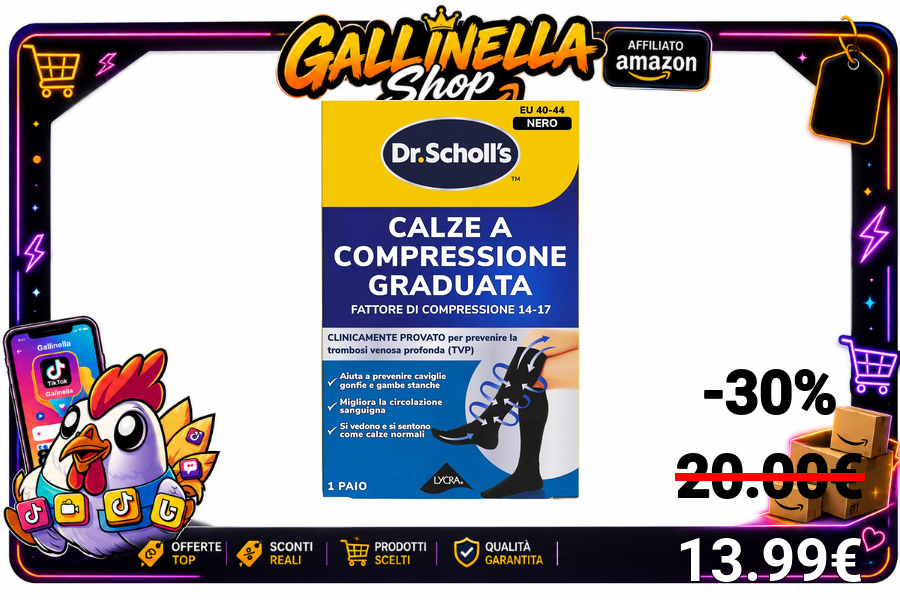 GALLINELLA
Shop
AFFILIATO
amazon
EU 40-44
NERO
Dr.Scholl's
TM
CALZE A
COMPRESSIONE
GRADUATA
FATTORE DI COMPRESSIONE 14-17
CLINICAMENTE PROVATO per prevenire la
trombosi venosa profonda (TVP)
Aiuta a prevenire caviglie
gonfie e gambe stanche
Migliora la circolazione
sanguigna
Si vedono e si sentono
come calze normali
LYCRA
1 PAIO
Gallinella
TikTok
Gallinella
-30%
20.00€
13.99€
OFFERTE
TOP
SCONTI
REALI
PRODOTTI
SCELTI
QUALITÀ
GARANTITA